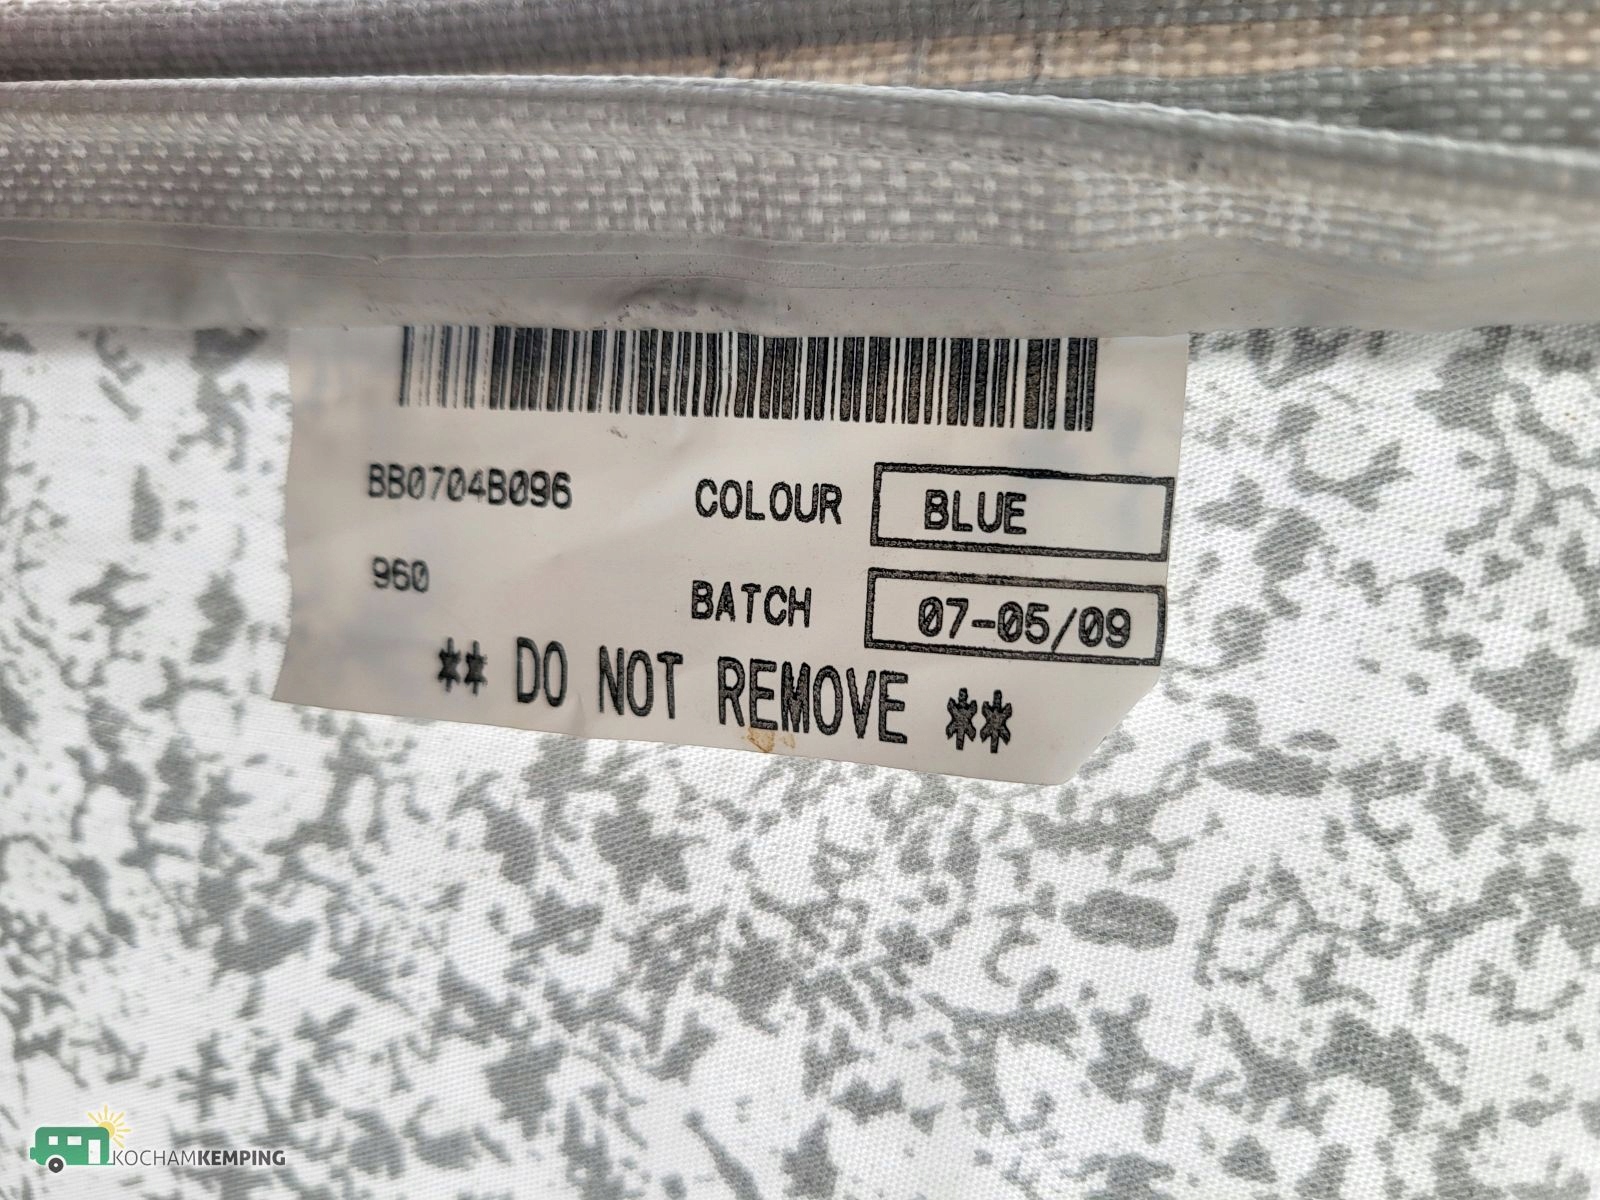 BB0704B096 COLOUR BLUE
960 BATCH 07-05/09
** DO NOT REMOVE **
KOCHAMKEMPING